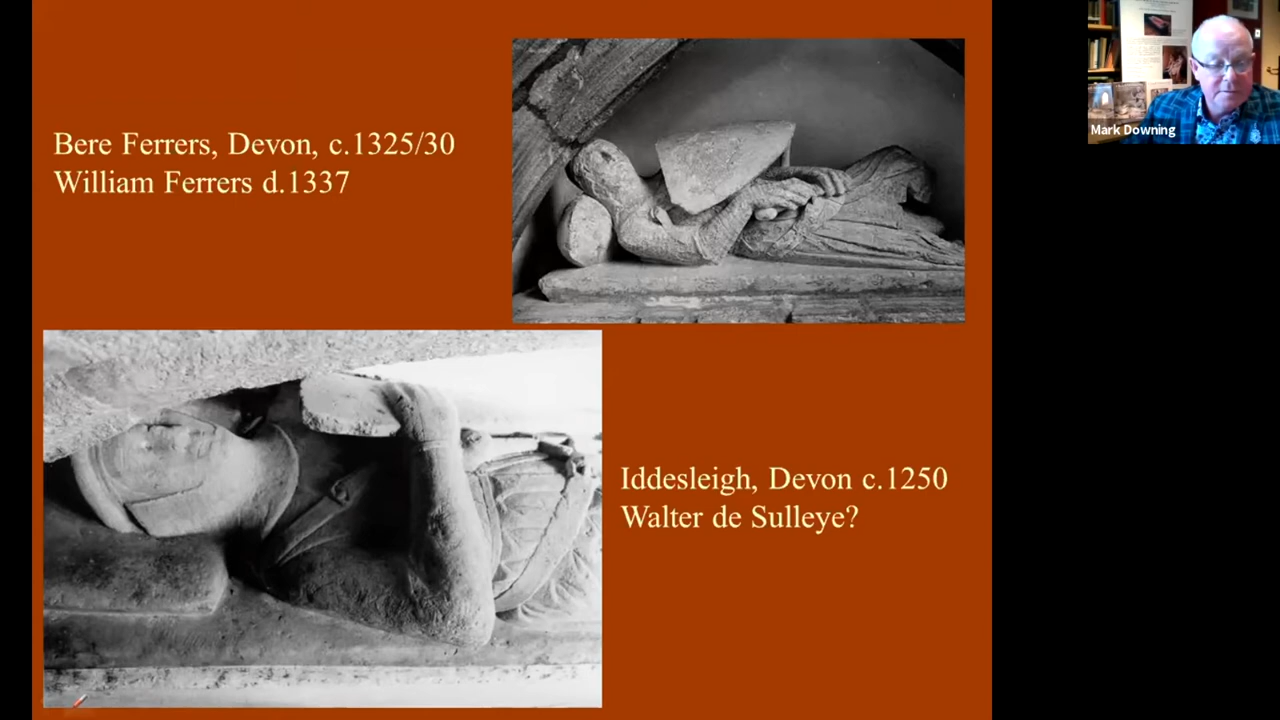 Bere Ferrers, Devon, c.1325/30
William Ferrers d.1337
Iddesleigh, Devon c.1250
Walter de Sulleye?
Mark Downing